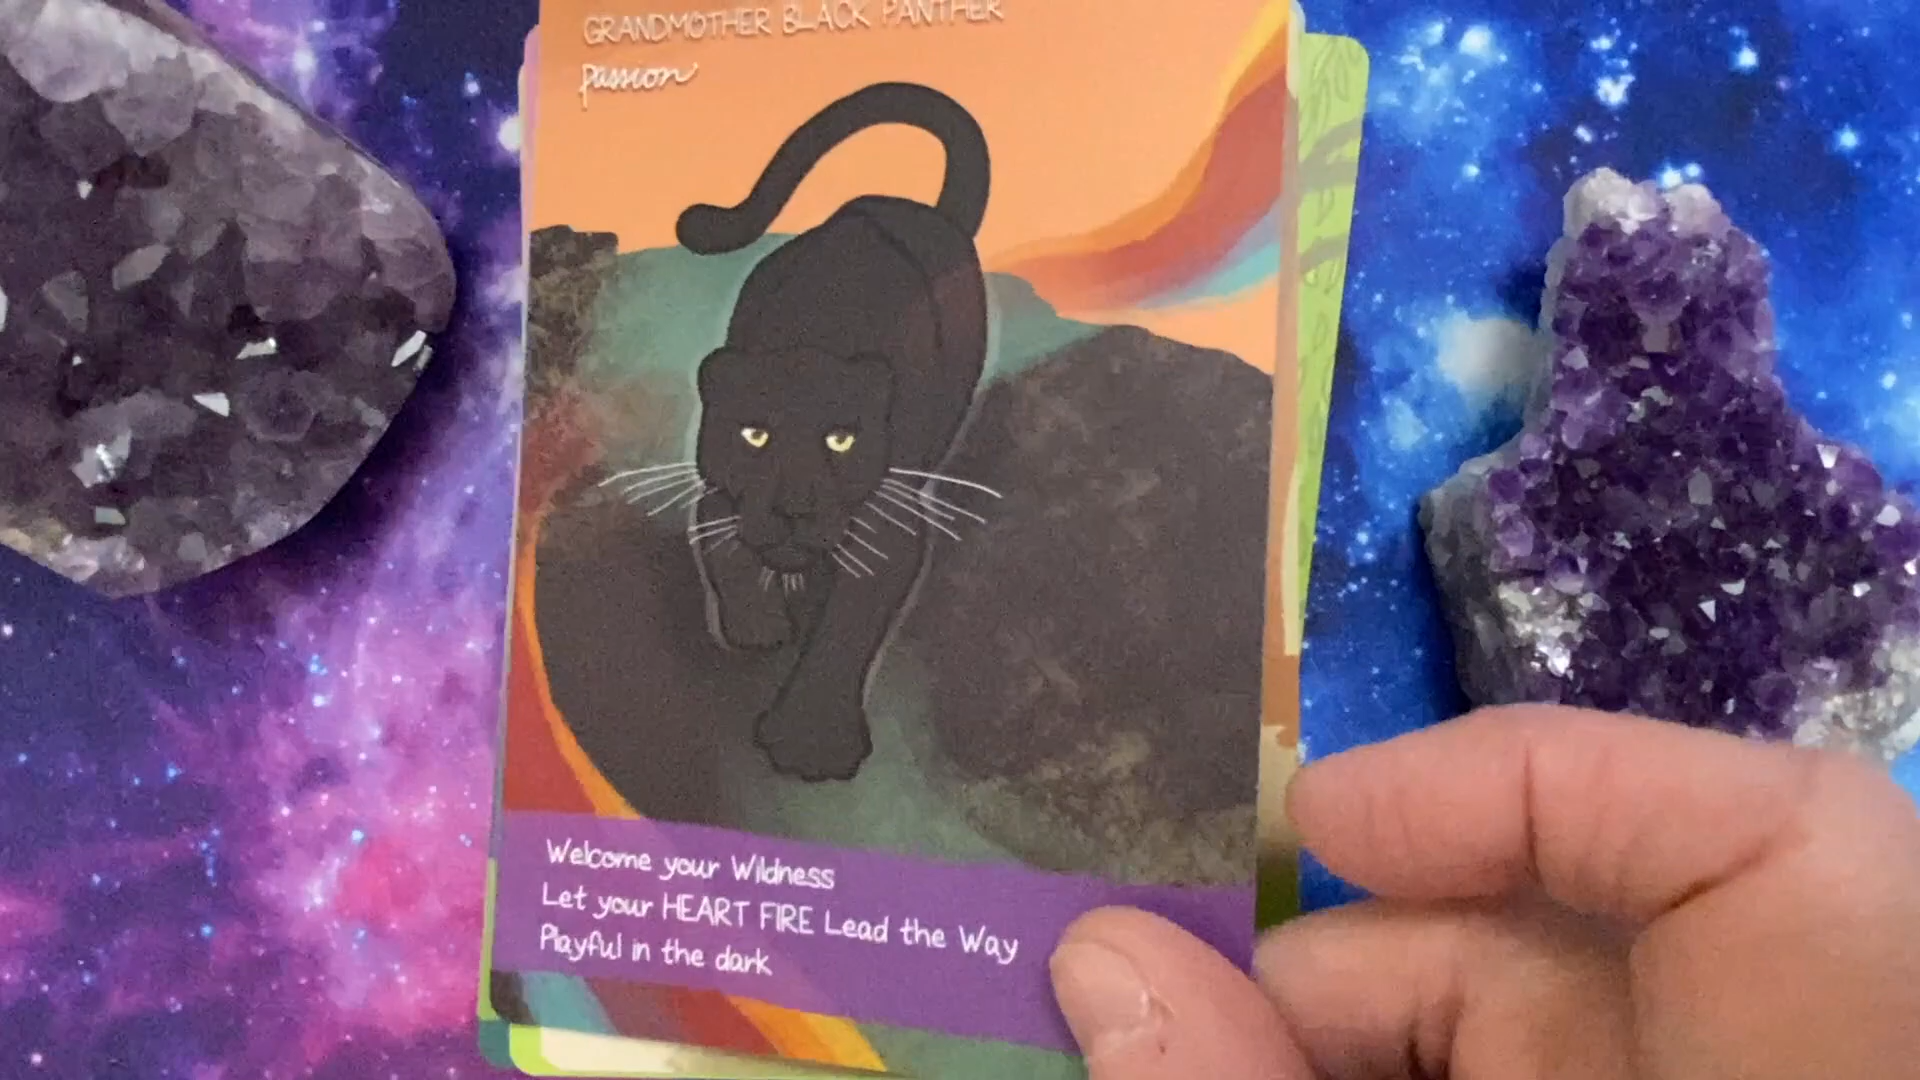 GRANDMOTHER BLACK PANTHER
passion
Welcome your Wildness
Let your HEART FIRE Lead the Way
Playful in the dark